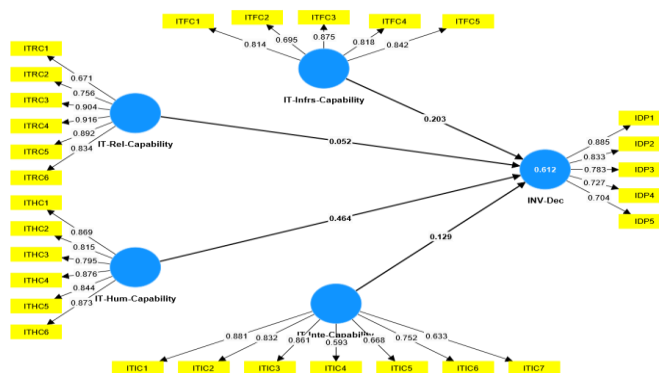 ITFC1
ITFC2
ITFC3
ITFC4
ITFC5
0.814
0.695
0.875
0.818
0.842
IT-Infrs-Capability
ITRC1
ITRC2
ITRC3
ITRC4
ITRC5
ITRC6
0.671
0.756
0.904
0.916
0.892
0.834
IT-Rel-Capability
0.203
0.052
0.464
0.129
IDP1
IDP2
IDP3
IDP4
IDP5
0.885
0.833
0.783
0.727
0.704
0.612
INV-Dec
ITHC1
ITHC2
ITHC3
ITHC4
ITHC5
ITHC6
0.869
0.815
0.795
0.876
0.844
0.873
IT-Hum-Capability
IT-Inte-Capability
0.881
0.832
0.861
0.593
0.668
0.752
0.633
ITIC1
ITIC2
ITIC3
ITIC4
ITIC5
ITIC6
ITIC7